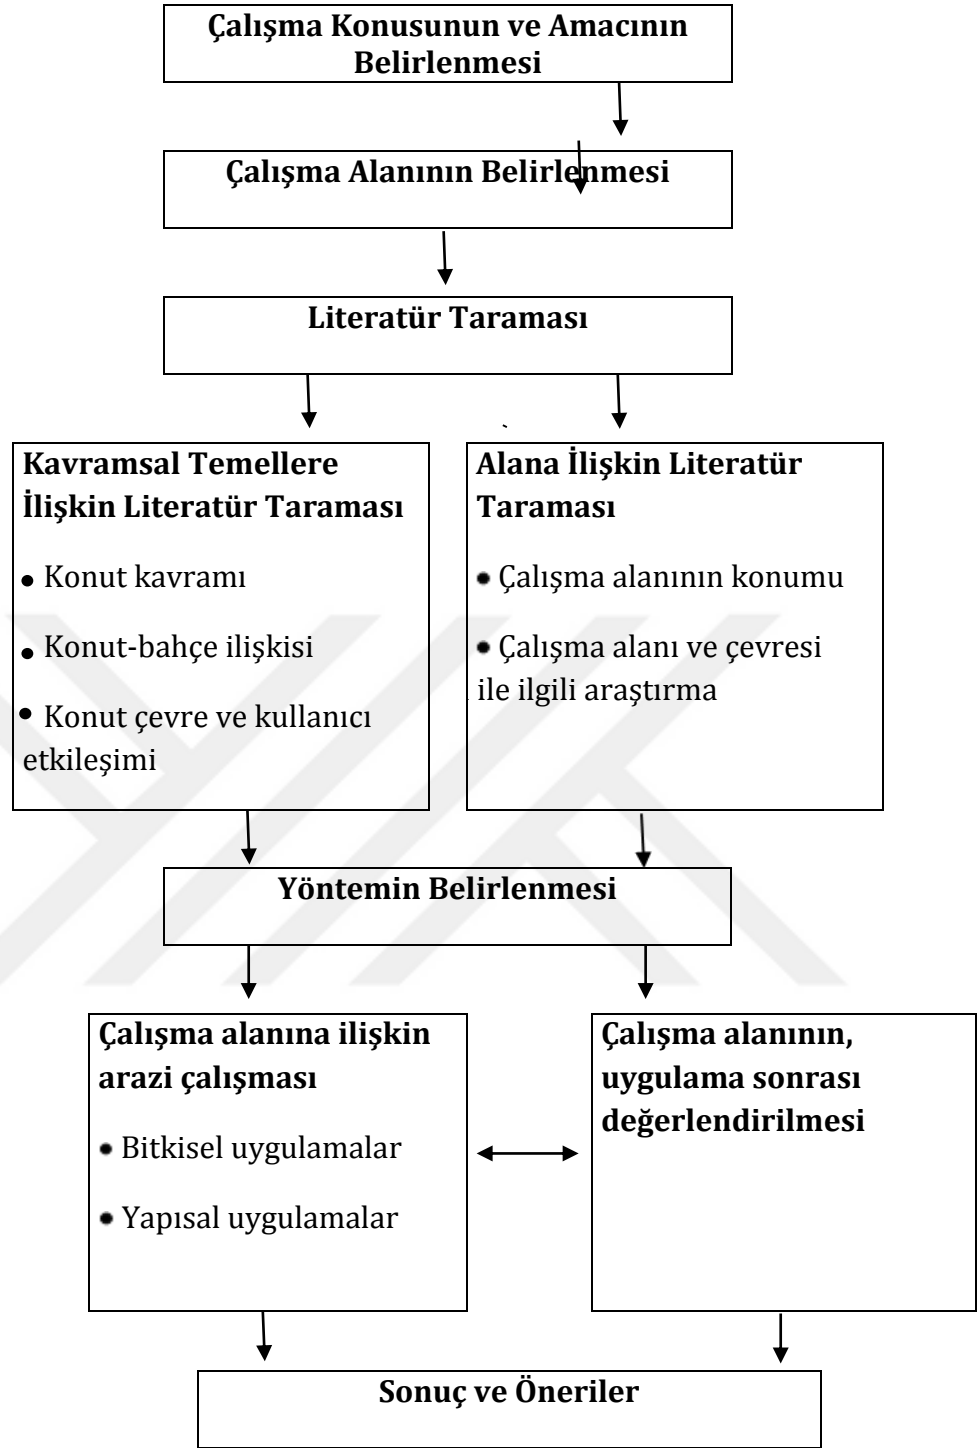 Çalışma Konusunun ve Amacının
Belirlenmesi
Çalışma Alanının Belirlenmesi
Literatür Taraması
Kavramsal Temellere
İlişkin Literatür Taraması
• Konut kavramı
• Konut-bahçe ilişkisi
• Konut çevre ve kullanıcı
etkileşimi
Alana İlişkin Literatür
Taraması
• Çalışma alanının konumu
• Çalışma alanı ve çevresi
ile ilgili araştırma
Yöntemin Belirlenmesi
Çalışma alanına ilişkin
arazi çalışması
• Bitkisel uygulamalar
• Yapısal uygulamalar
Çalışma alanının,
uygulama sonrası
değerlendirilmesi
Sonuç ve Öneriler